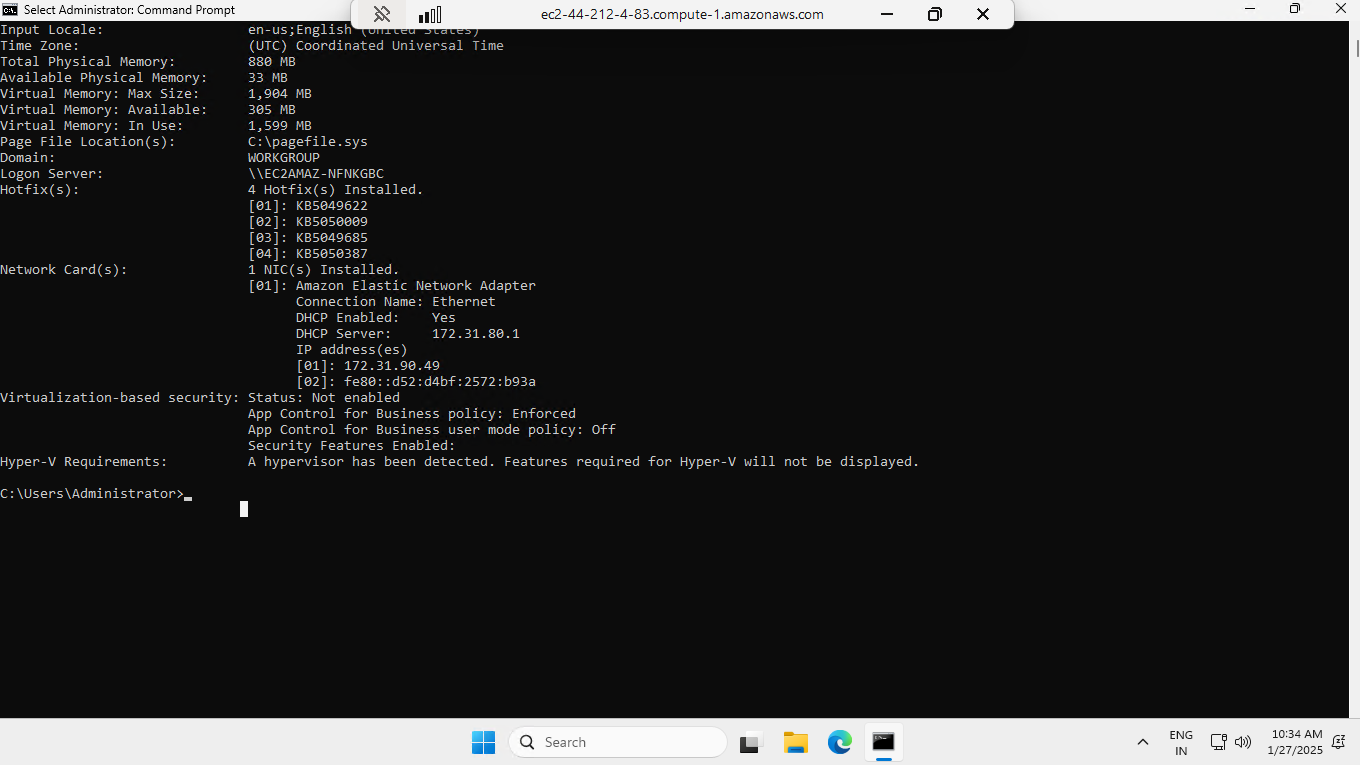 Select Administrator: Command Prompt
ec2-44-212-4-83.compute-1.amazonaws.com
Input Locale: en-us;English (United States)
Time Zone: (UTC) Coordinated Universal Time
Total Physical Memory: 880 MB
Available Physical Memory: 33 MB
Virtual Memory: Max Size: 1,904 MB
Virtual Memory: Available: 305 MB
Virtual Memory: In Use: 1,599 MB
Page File Location(s): C:\pagefile.sys
Domain: WORKGROUP
Logon Server: \\EC2AMAZ-NFNKGBC
Hotfix(s): 4 Hotfix(s) Installed.
[01]: KB5049622
[02]: KB5050009
[03]: KB5049685
[04]: KB5050387
Network Card(s): 1 NIC(s) Installed.
[01]: Amazon Elastic Network Adapter
Connection Name: Ethernet
DHCP Enabled: Yes
DHCP Server: 172.31.80.1
IP address(es)
[01]: 172.31.90.49
[02]: fe80::d52:d4bf:2572:b93a
Virtualization-based security: Status: Not enabled
App Control for Business policy: Enforced
App Control for Business user mode policy: Off
Security Features Enabled:
Hyper-V Requirements: A hypervisor has been detected. Features required for Hyper-V will not be displayed.
C:\Users\Administrator>
Search
ENG
IN
10:34 AM
1/27/2025